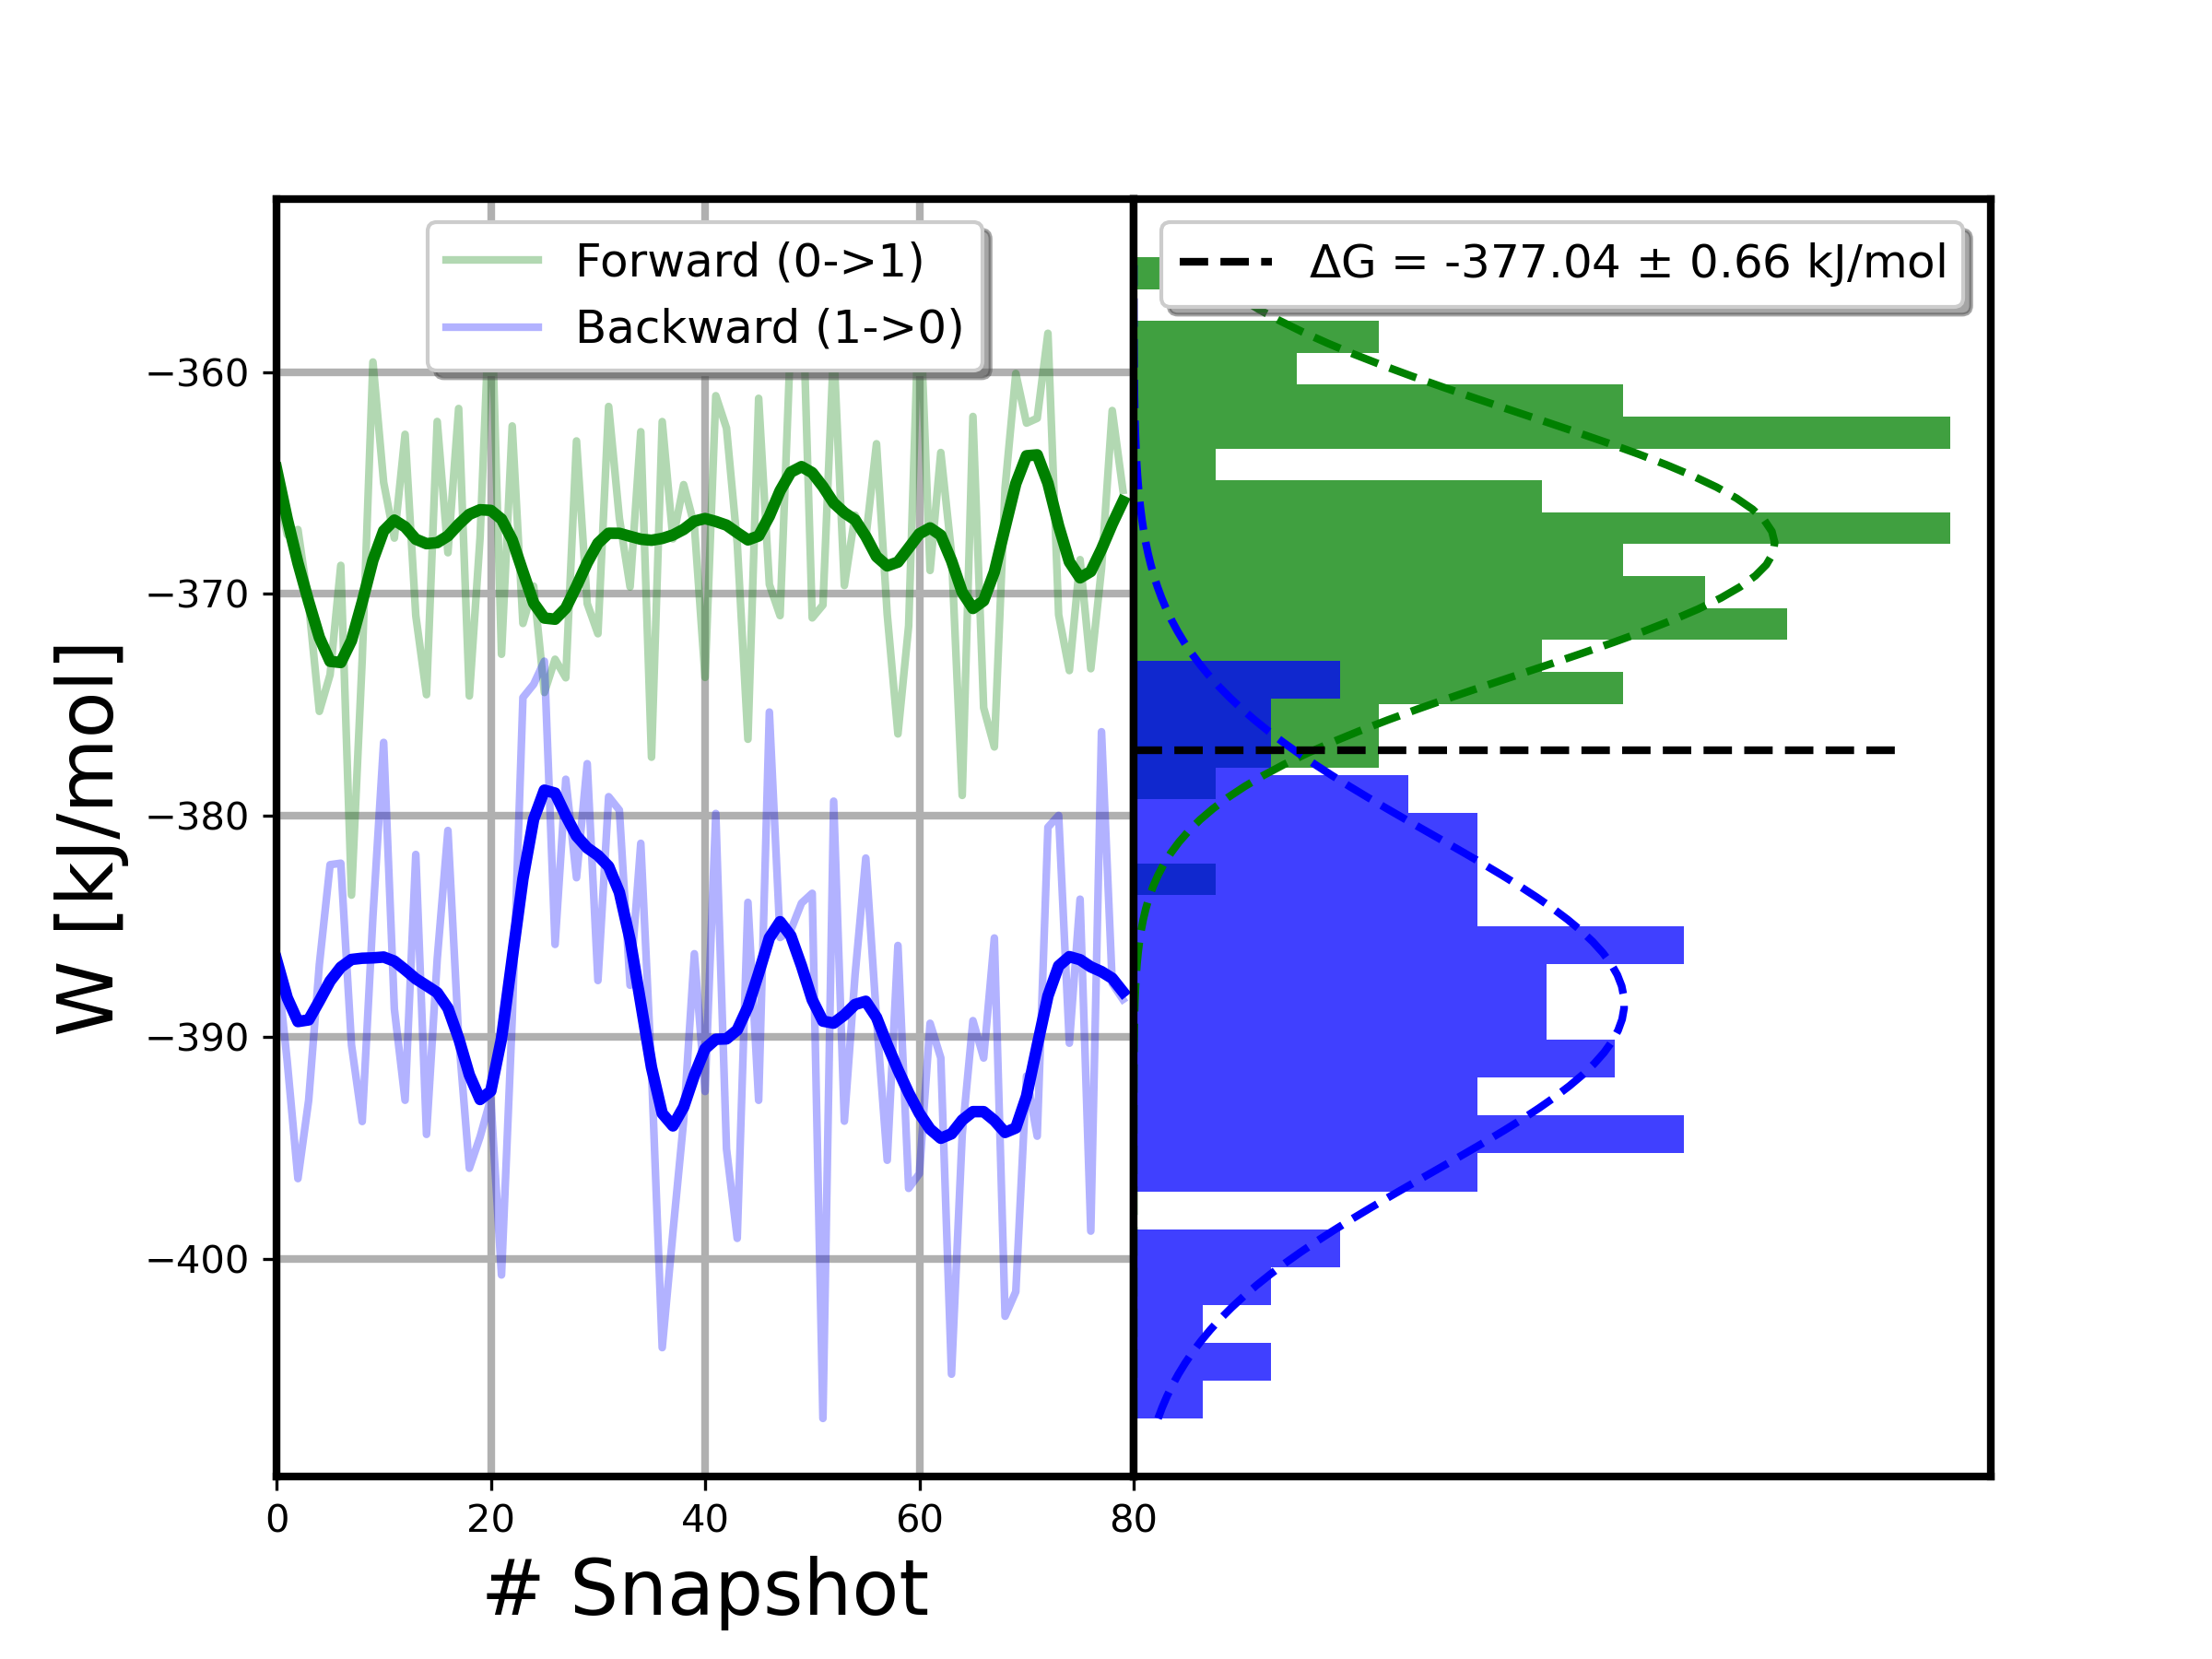 Forward (0->1)
Backward (1->0)
ΔG = -377.04 ± 0.66 kJ/mol
W [kJ/mol]
−360
−370
−380
−390
−400
0 20 40 60 80
# Snapshot